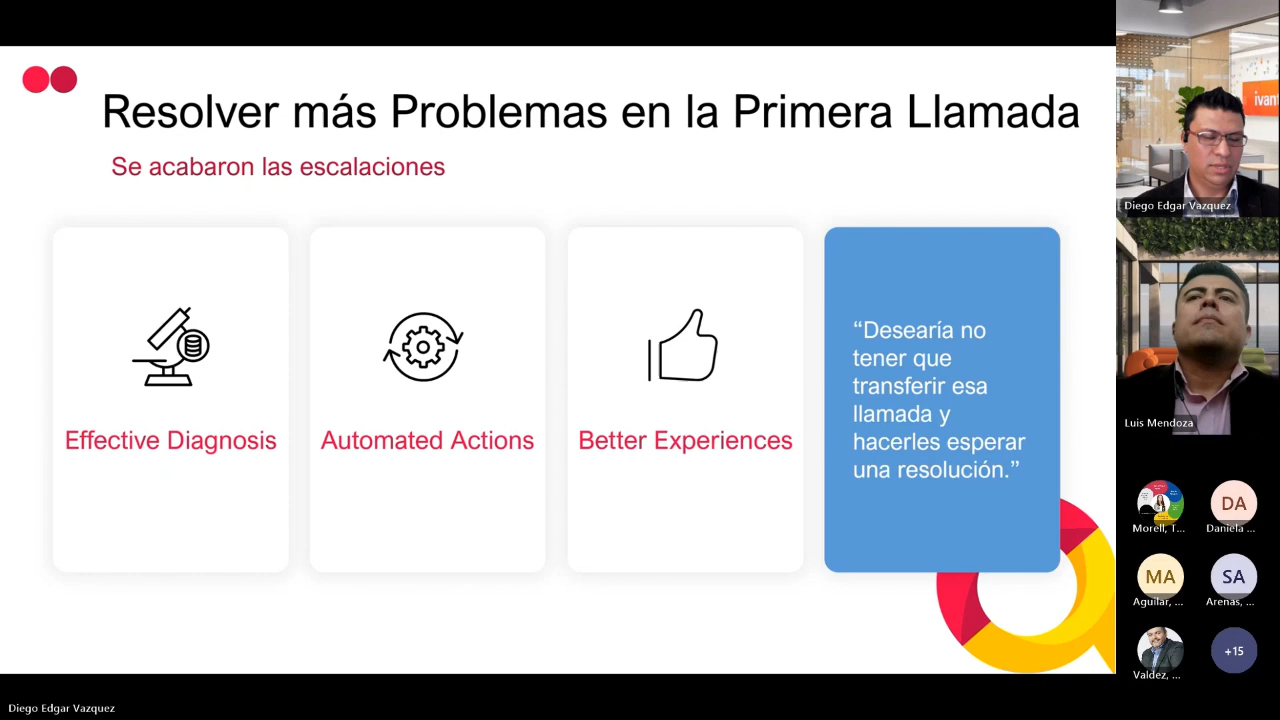 Resolver más Problemas en la Primera Llamada
Se acabaron las escalaciones
Effective Diagnosis
Automated Actions
Better Experiences
“Desearía no
tener que
transferir esa
llamada y
hacerles esperar
una resolución.”
Diego Edgar Vazquez
Luis Mendoza
Morell, T...
DA
Daniela ...
MA
Aguilar, ...
SA
Arenas, ...
Valdez, ...
+15
Diego Edgar Vazquez